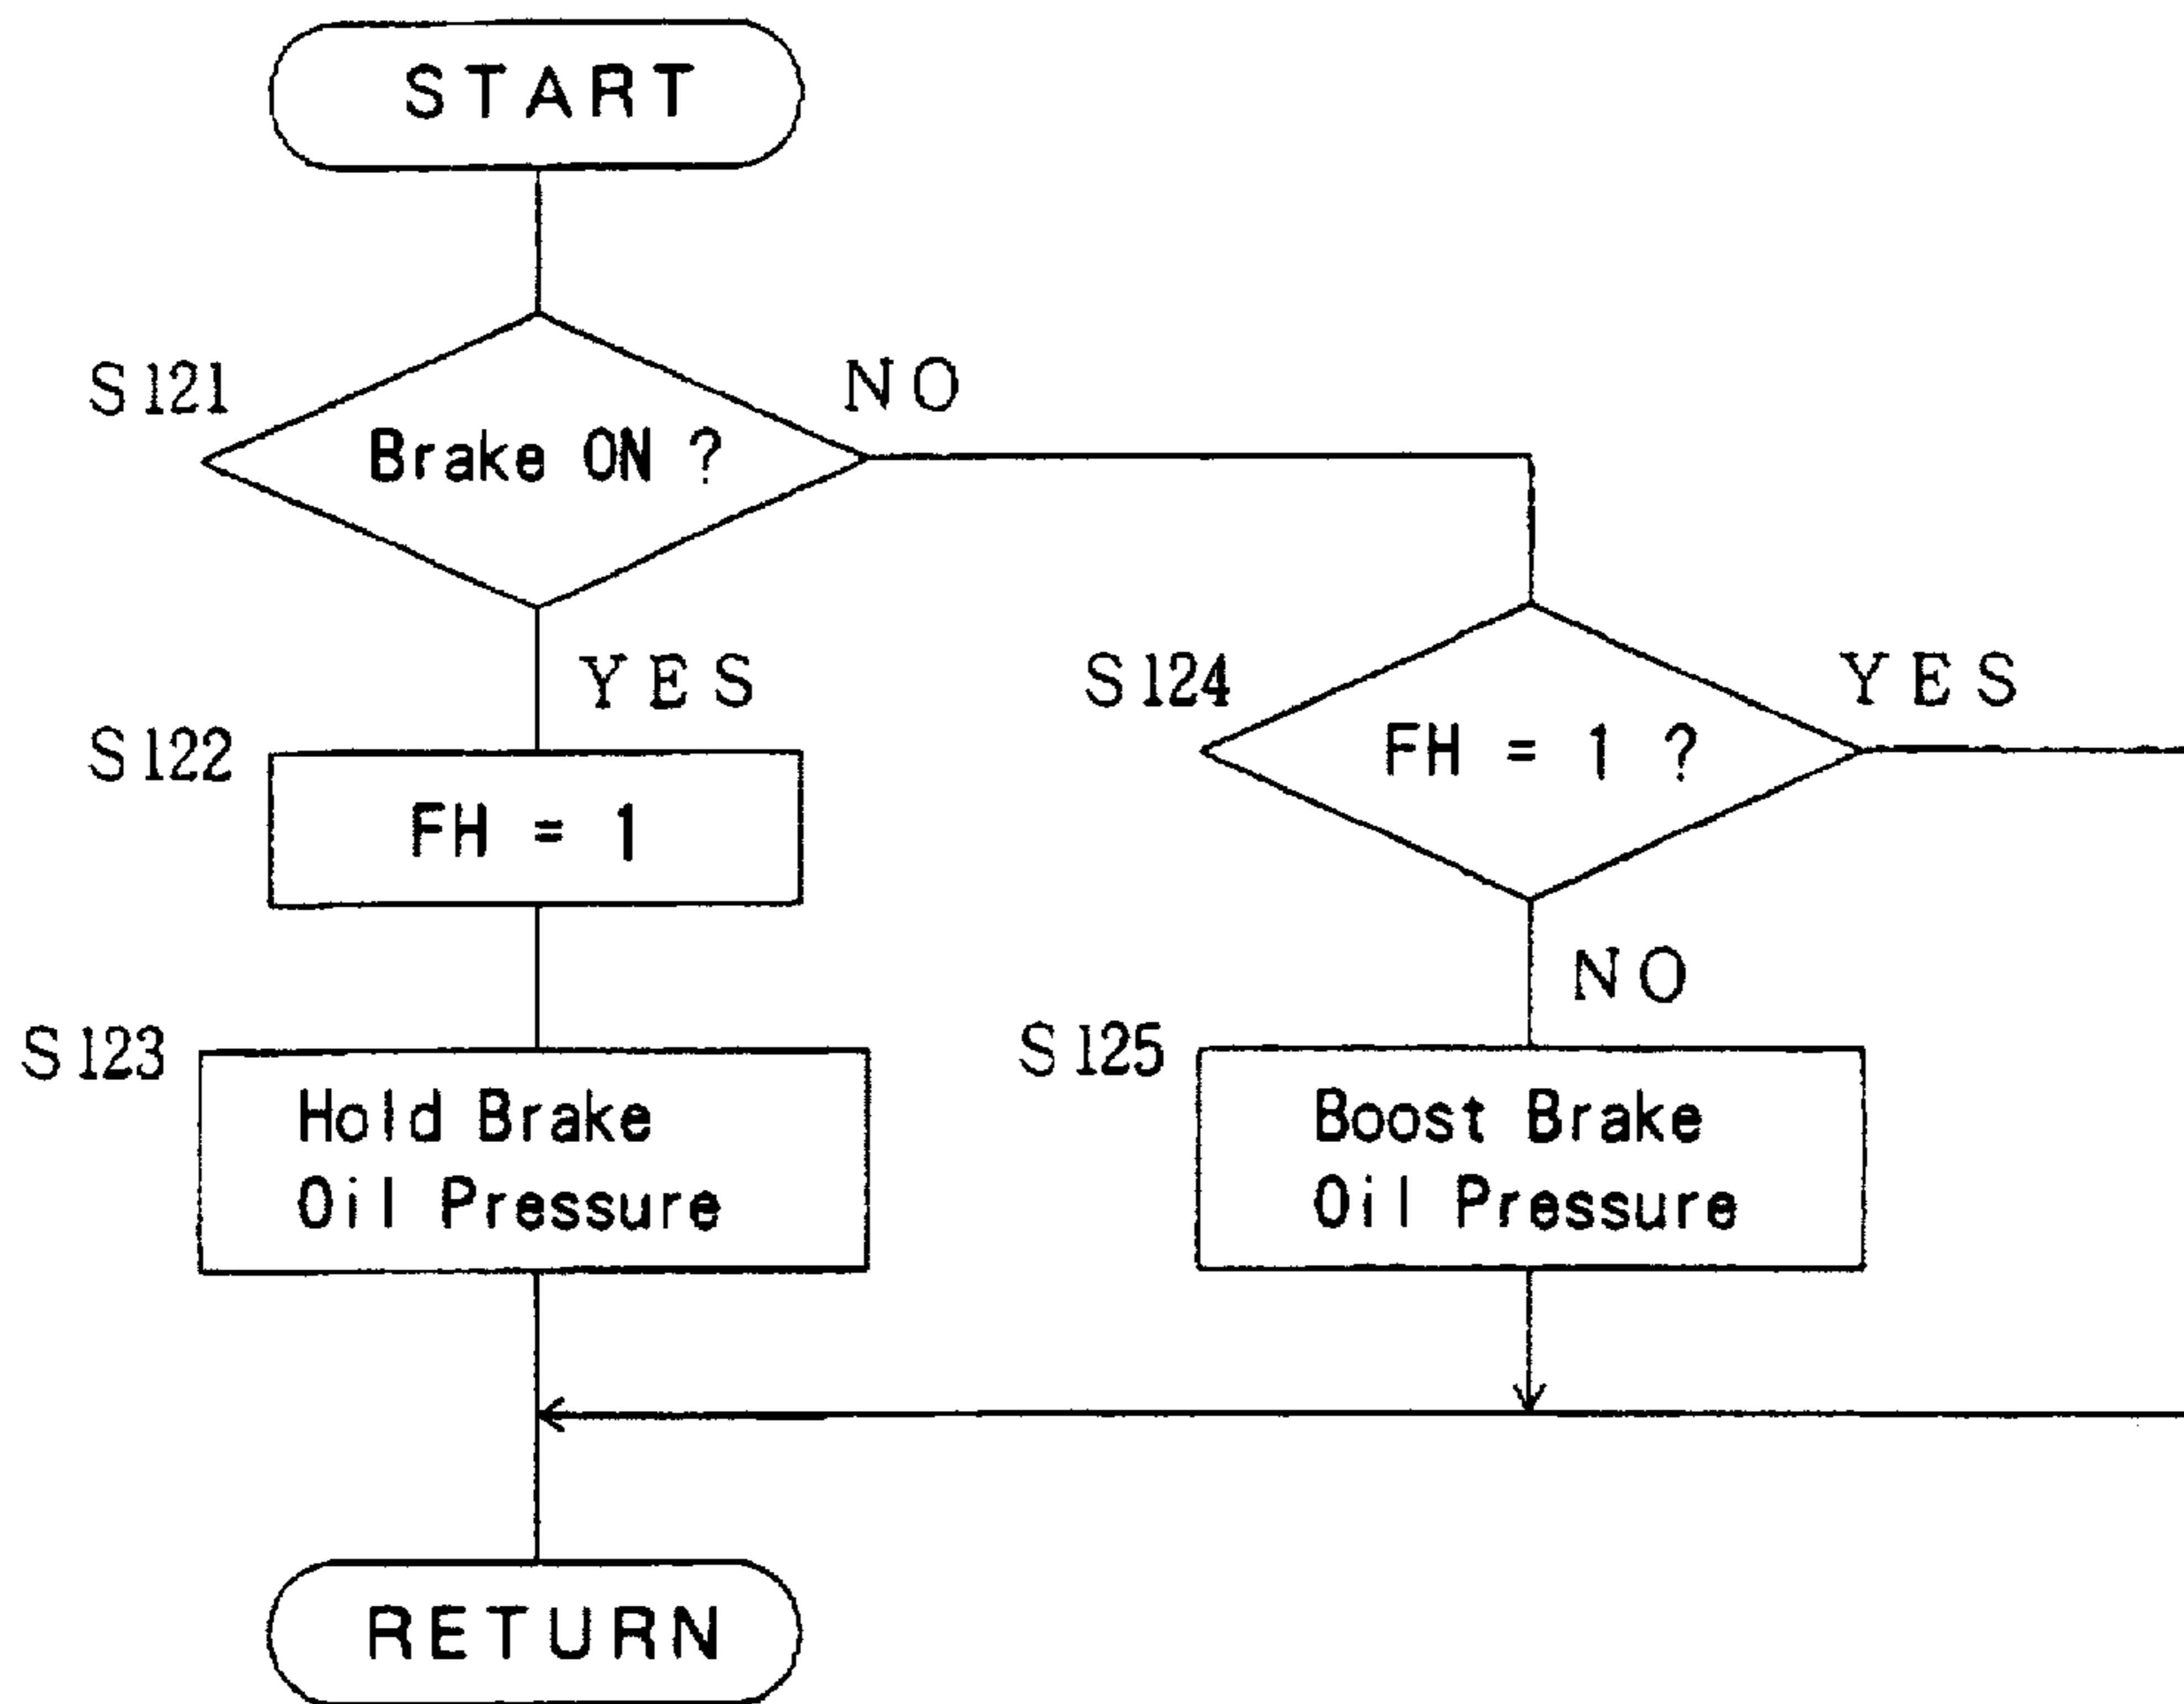 START
S121
Brake ON ?
NO
YES
S122
FH = 1
S123
Hold Brake
Oil Pressure
S124
FH = 1 ?
YES
NO
S125
Boost Brake
Oil Pressure
RETURN